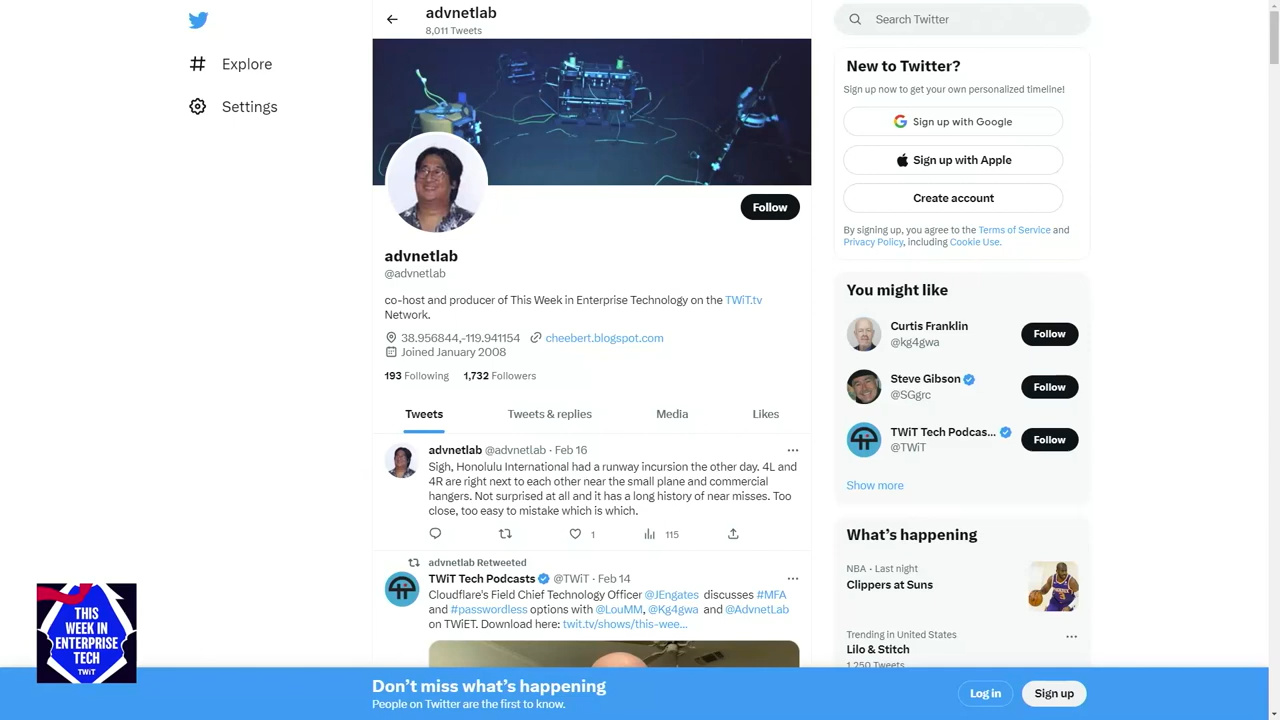 advnetlab
8,011 Tweets
Search Twitter
Explore
Settings
New to Twitter?
Sign up now to get your own personalized timeline!
Sign up with Google
Sign up with Apple
Create account
By signing up, you agree to the Terms of Service and
Privacy Policy, including Cookie Use.
Follow
advnetlab
@advnetlab
co-host and producer of This Week in Enterprise Technology on the TWiT.tv
Network.
38.956844,-119.941154 cheebert.blogspot.com
Joined January 2008
193 Following 1,732 Followers
Tweets Tweets & replies Media Likes
advnetlab @advnetlab · Feb 16
Sigh, Honolulu International had a runway incursion the other day. 4L and
4R are right next to each other near the small plane and commercial
hangers. Not surprised at all and it has a long history of near misses. Too
close, too easy to mistake which is which.
1 115
advnetlab Retweeted
TWiT Tech Podcasts @TWiT · Feb 14
Cloudflare's Field Chief Technology Officer @JEngates discusses #MFA
and #passwordless options with @LouMM, @Kg4gwa and @AdvnetLab
on TWiET. Download here: twit.tv/shows/this-wee...
You might like
Curtis Franklin
@kg4gwa
Follow
Steve Gibson
@SGgrc
Follow
TWiT Tech Podcas...
@TWiT
Follow
Show more
What's happening
NBA · Last night
Clippers at Suns
Trending in United States
Lilo & Stitch
1,250 Tweets
THIS
WEEK IN
ENTERPRISE
TECH
TWiT
Don't miss what's happening
People on Twitter are the first to know.
Log in Sign up